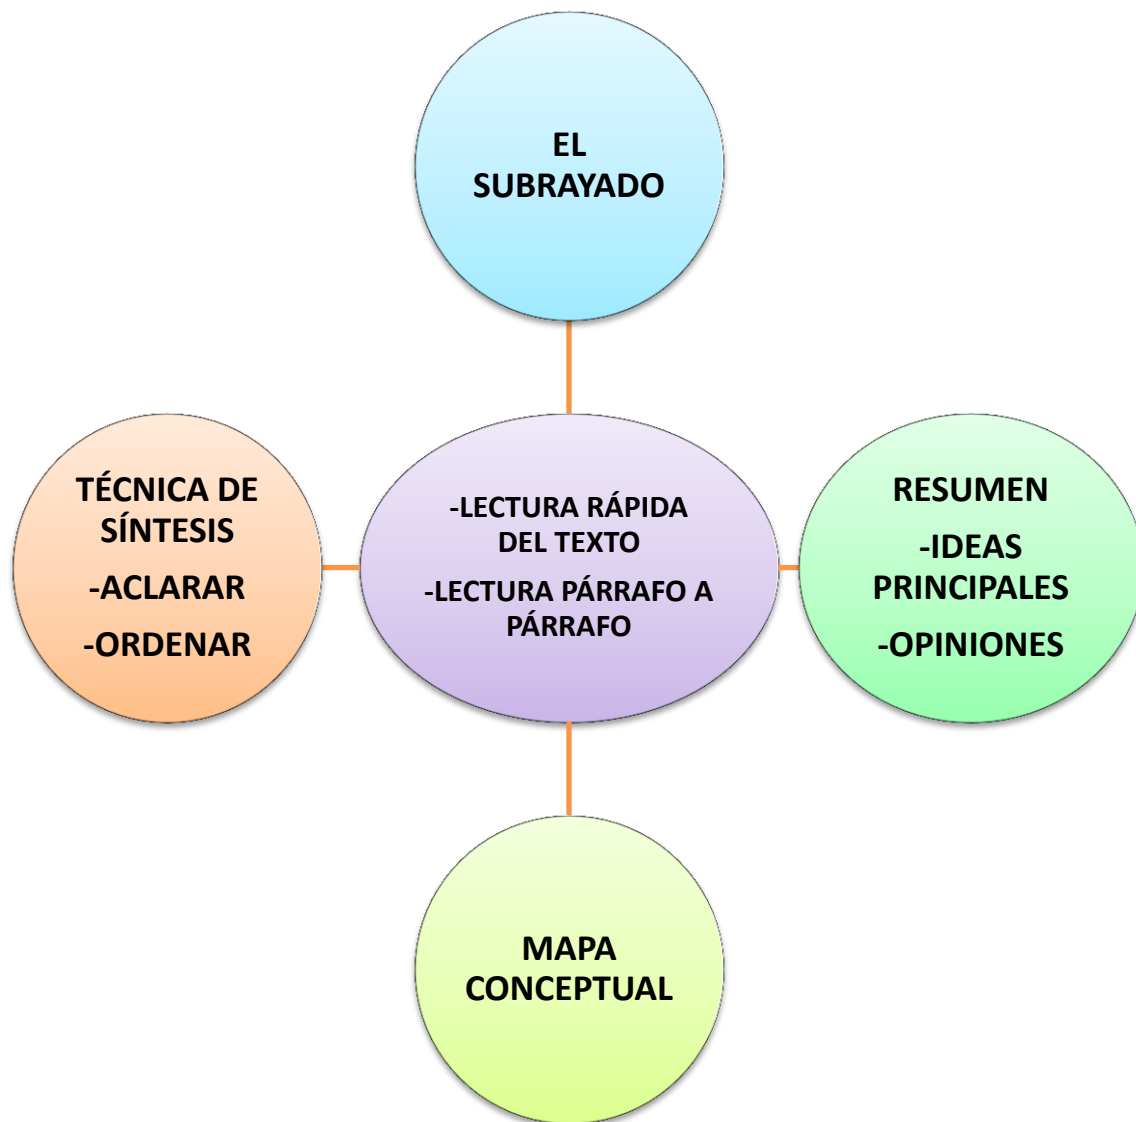 EL
SUBRAYADO
TÉCNICA DE
SÍNTESIS
-ACLARAR
-ORDENAR
-LECTURA RÁPIDA
DEL TEXTO
-LECTURA PÁRRAFO A
PÁRRAFO
RESUMEN
-IDEAS
PRINCIPALES
-OPINIONES
MAPA
CONCEPTUAL